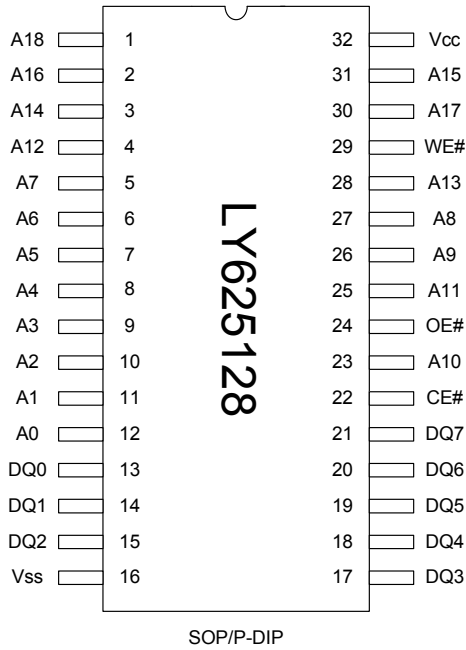 A18 1 32 Vcc
A16 2 31 A15
A14 3 30 A17
A12 4 29 WE#
A7 5 28 A13
A6 6 27 A8
A5 7 26 A9
A4 8 25 A11
A3 9 24 OE#
A2 10 23 A10
A1 11 22 CE#
A0 12 21 DQ7
DQ0 13 20 DQ6
DQ1 14 19 DQ5
DQ2 15 18 DQ4
Vss 16 17 DQ3
LY625128
SOP/P-DIP